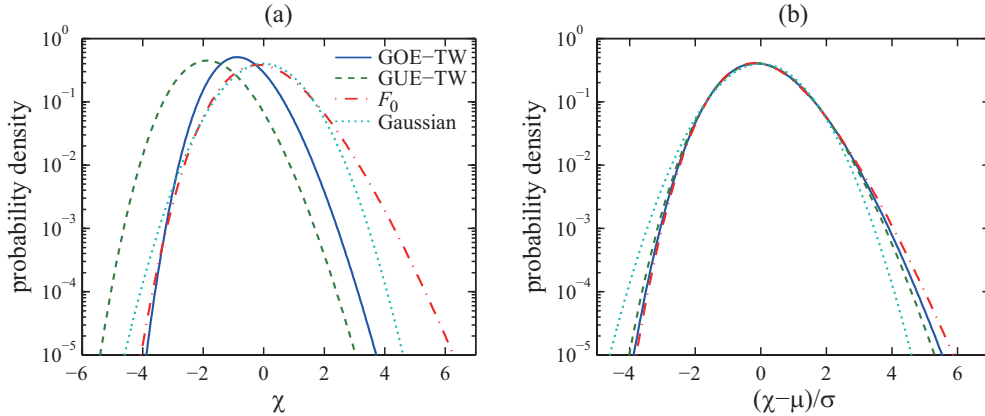 (a)
10^0
10^-1
10^-2
10^-3
10^-4
10^-5
probability density
−6 −4 −2 0 2 4 6
χ
GOE−TW
GUE−TW
F_0
Gaussian
(b)
10^0
10^-1
10^-2
10^-3
10^-4
10^-5
probability density
−4 −2 0 2 4 6
(χ−μ)/σ